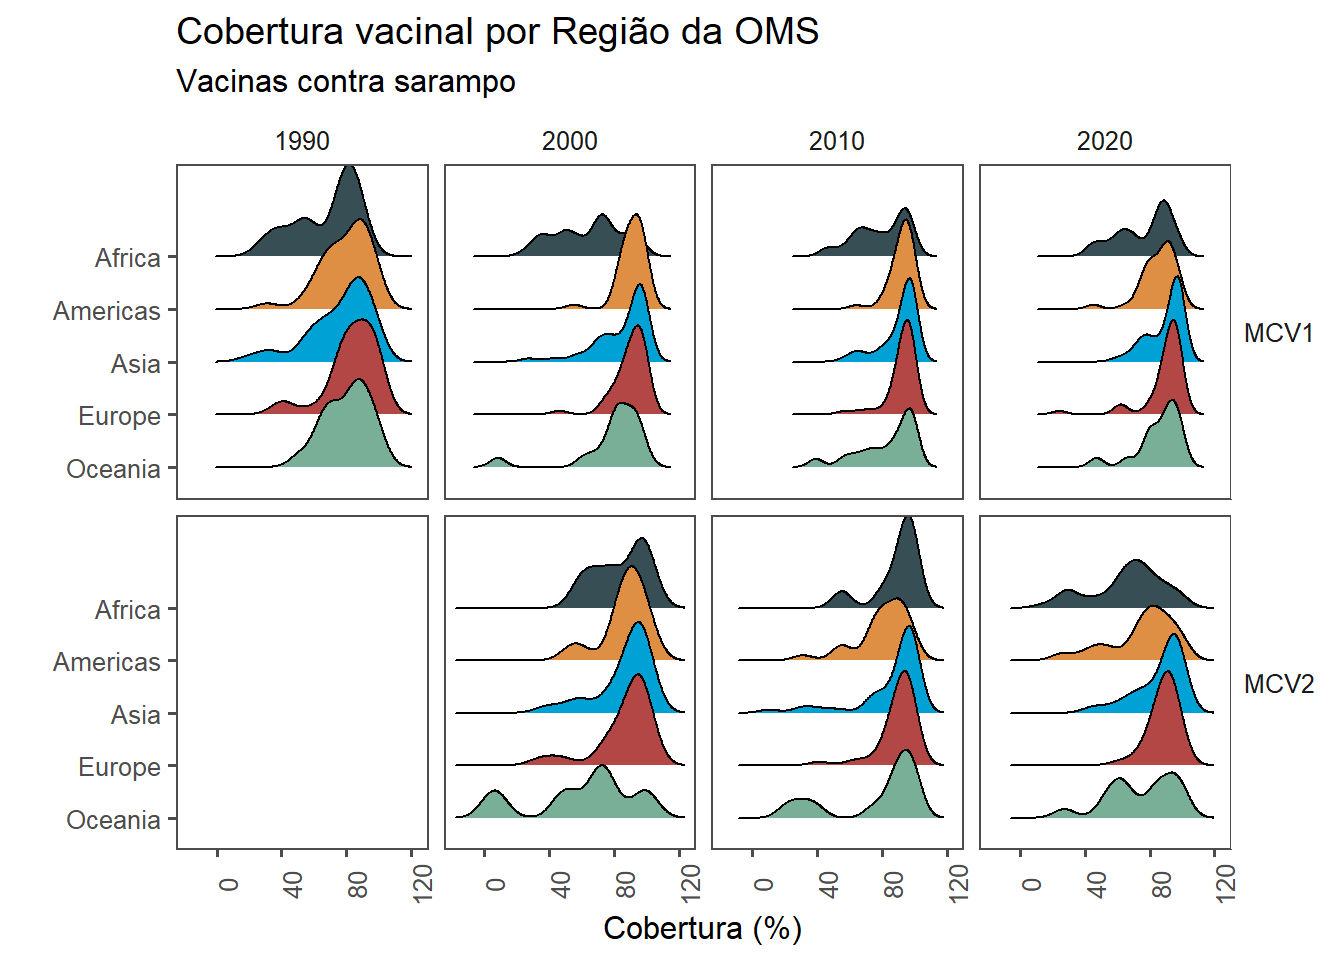 Cobertura vacinal por Região da OMS
Vacinas contra sarampo
1990 2000 2010 2020
Africa
Americas
Asia
Europe
Oceania
MCV1
Africa
Americas
Asia
Europe
Oceania
MCV2
0 40 80 120 0 40 80 120 0 40 80 120 0 40 80 120
Cobertura (%)